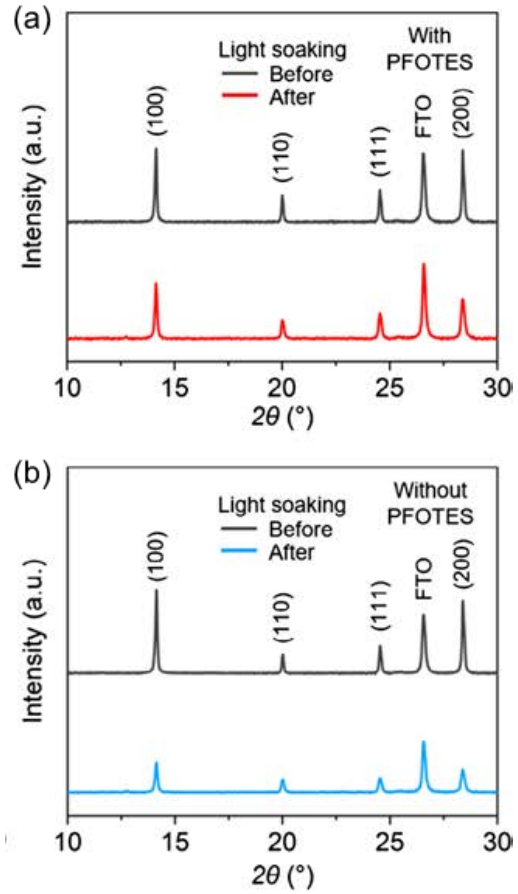 (a)
Light soaking
Before
After
With
PFOTES
(100)
(110)
(111)
FTO
(200)
Intensity (a.u.)
10 15 20 25 30
2θ (°)
(b)
Light soaking
Before
After
Without
PFOTES
(100)
(110)
(111)
FTO
(200)
Intensity (a.u.)
10 15 20 25 30
2θ (°)